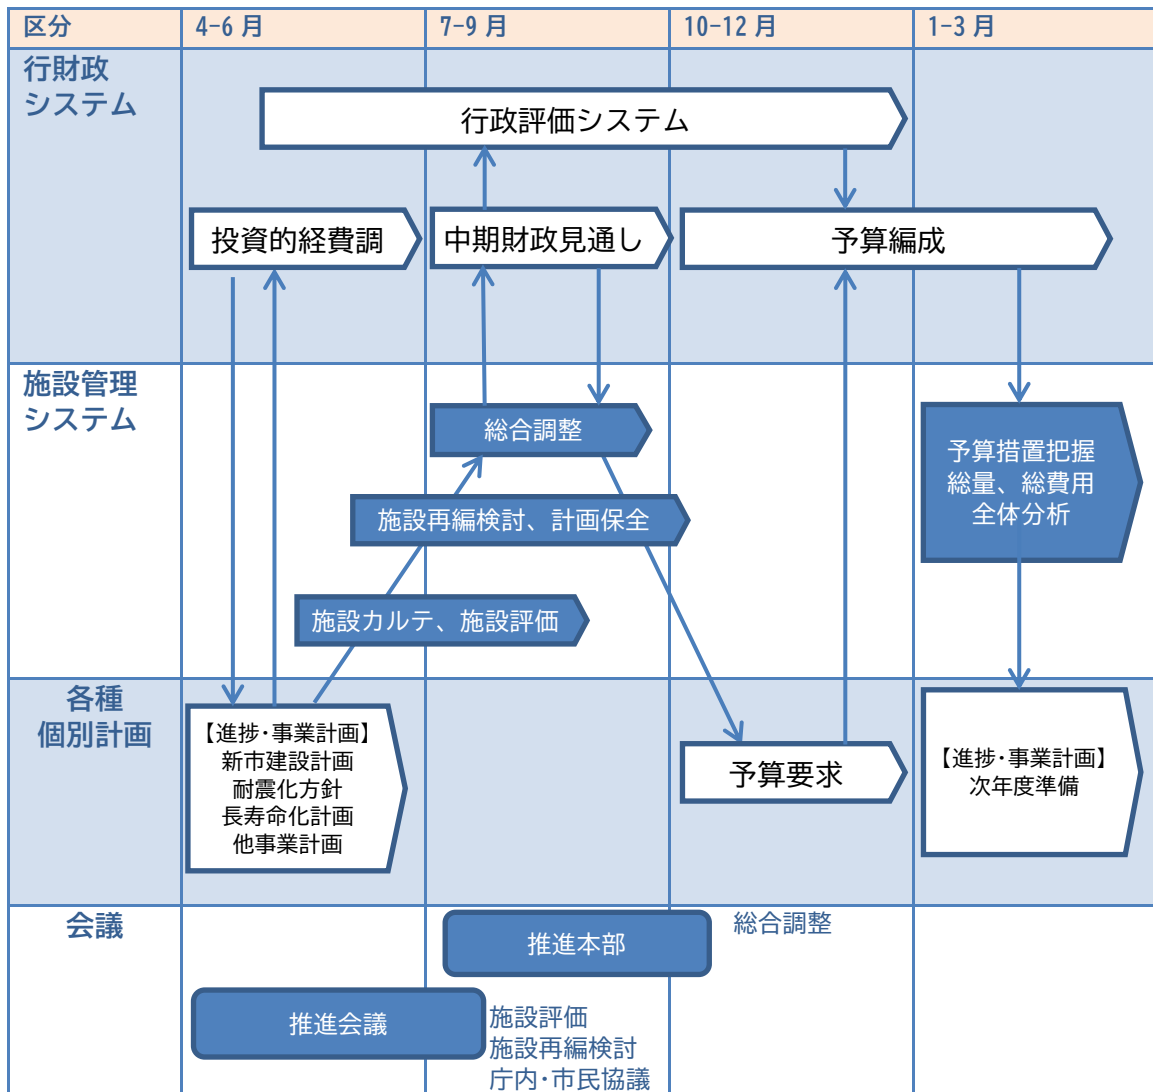 区分
4-6 月
7-9 月
10-12 月
1-3 月
行財政
システム
行政評価システム
投資的経費調
中期財政見通し
予算編成
施設管理
システム
総合調整
予算措置把握
総量、総費用
全体分析
施設再編検討、計画保全
施設カルテ、施設評価
各種
個別計画
【進捗・事業計画】
新市建設計画
耐震化方針
長寿命化計画
他事業計画
予算要求
【進捗・事業計画】
次年度準備
会議
推進本部
総合調整
推進会議
施設評価
施設再編検討
庁内・市民協議